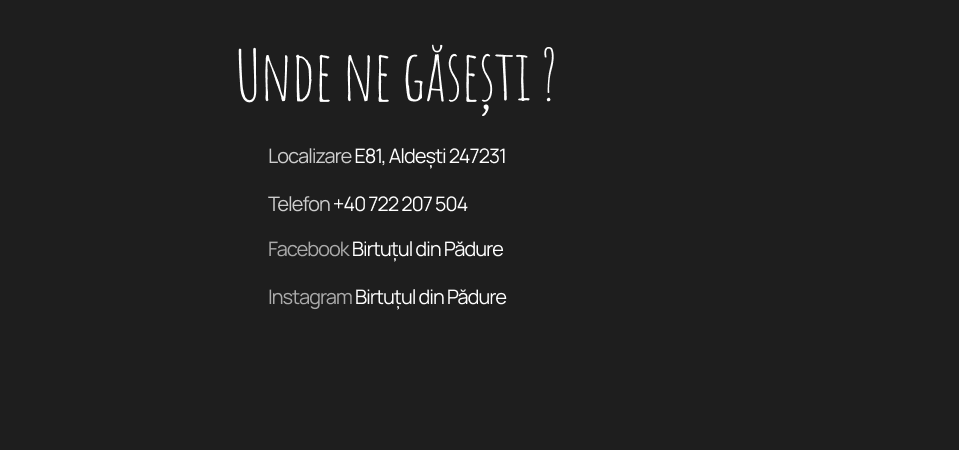 UNDE NE GĂSEȘTI ?
Localizare E81, Aldești 247231
Telefon +40 722 207 504
Facebook Birtuțul din Pădure
Instagram Birtuțul din Pădure